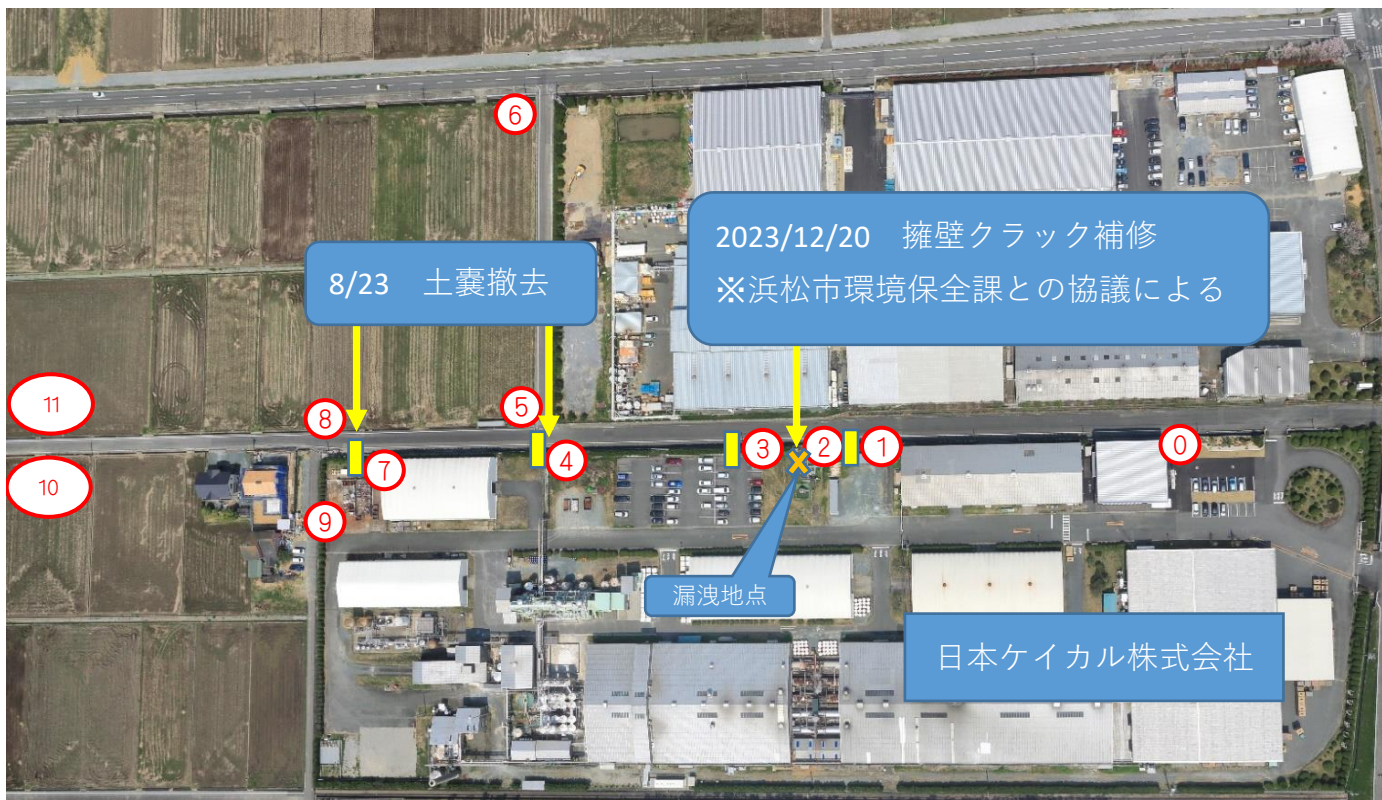 ⑥
2023/12/20 擁壁クラック補修
※浜松市環境保全課との協議による
8/23 土嚢撤去
11
⑧
⑤
⑦
④
③
②
①
⓪
10
⑨
漏洩地点
日本ケイカル株式会社